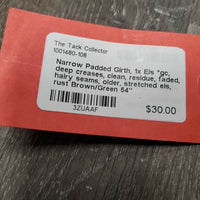 The Tack Collector
1001480-108
Narrow Padded Girth, 1x Els *gc,
deep creases, clean, residue, faded,
hairy seams, older, stretched els,
rust Brown/Green 54"
$30.00
3ZUAAF